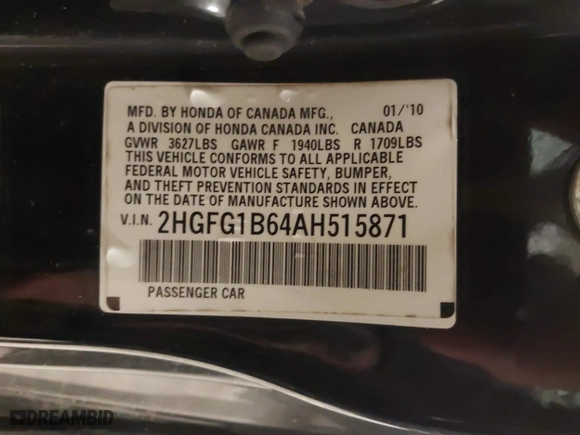 MFD. BY HONDA OF CANADA MFG., 01/'10
A DIVISION OF HONDA CANADA INC. CANADA
GVWR 3627LBS GAWR F 1940LBS R 1709LBS
THIS VEHICLE CONFORMS TO ALL APPLICABLE
FEDERAL MOTOR VEHICLE SAFETY, BUMPER,
AND THEFT PREVENTION STANDARDS IN EFFECT
ON THE DATE OF MANUFACTURE SHOWN ABOVE.
V.I.N. 2HGFG1B64AH515871
PASSENGER CAR
DREAMBID